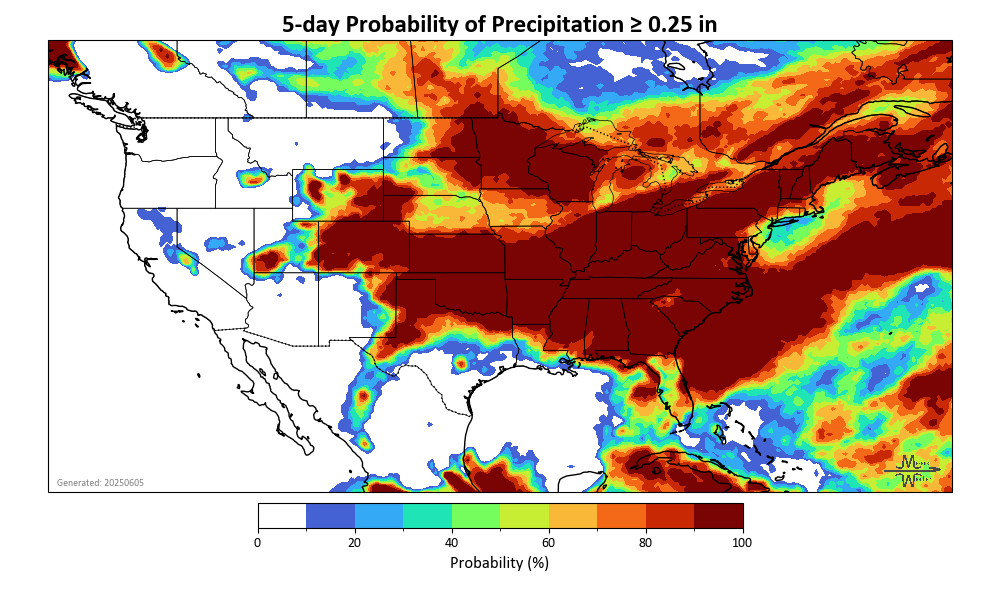 5-day Probability of Precipitation ≥ 0.25 in
Generated: 20250605
0 20 40 60 80 100
Probability (%)